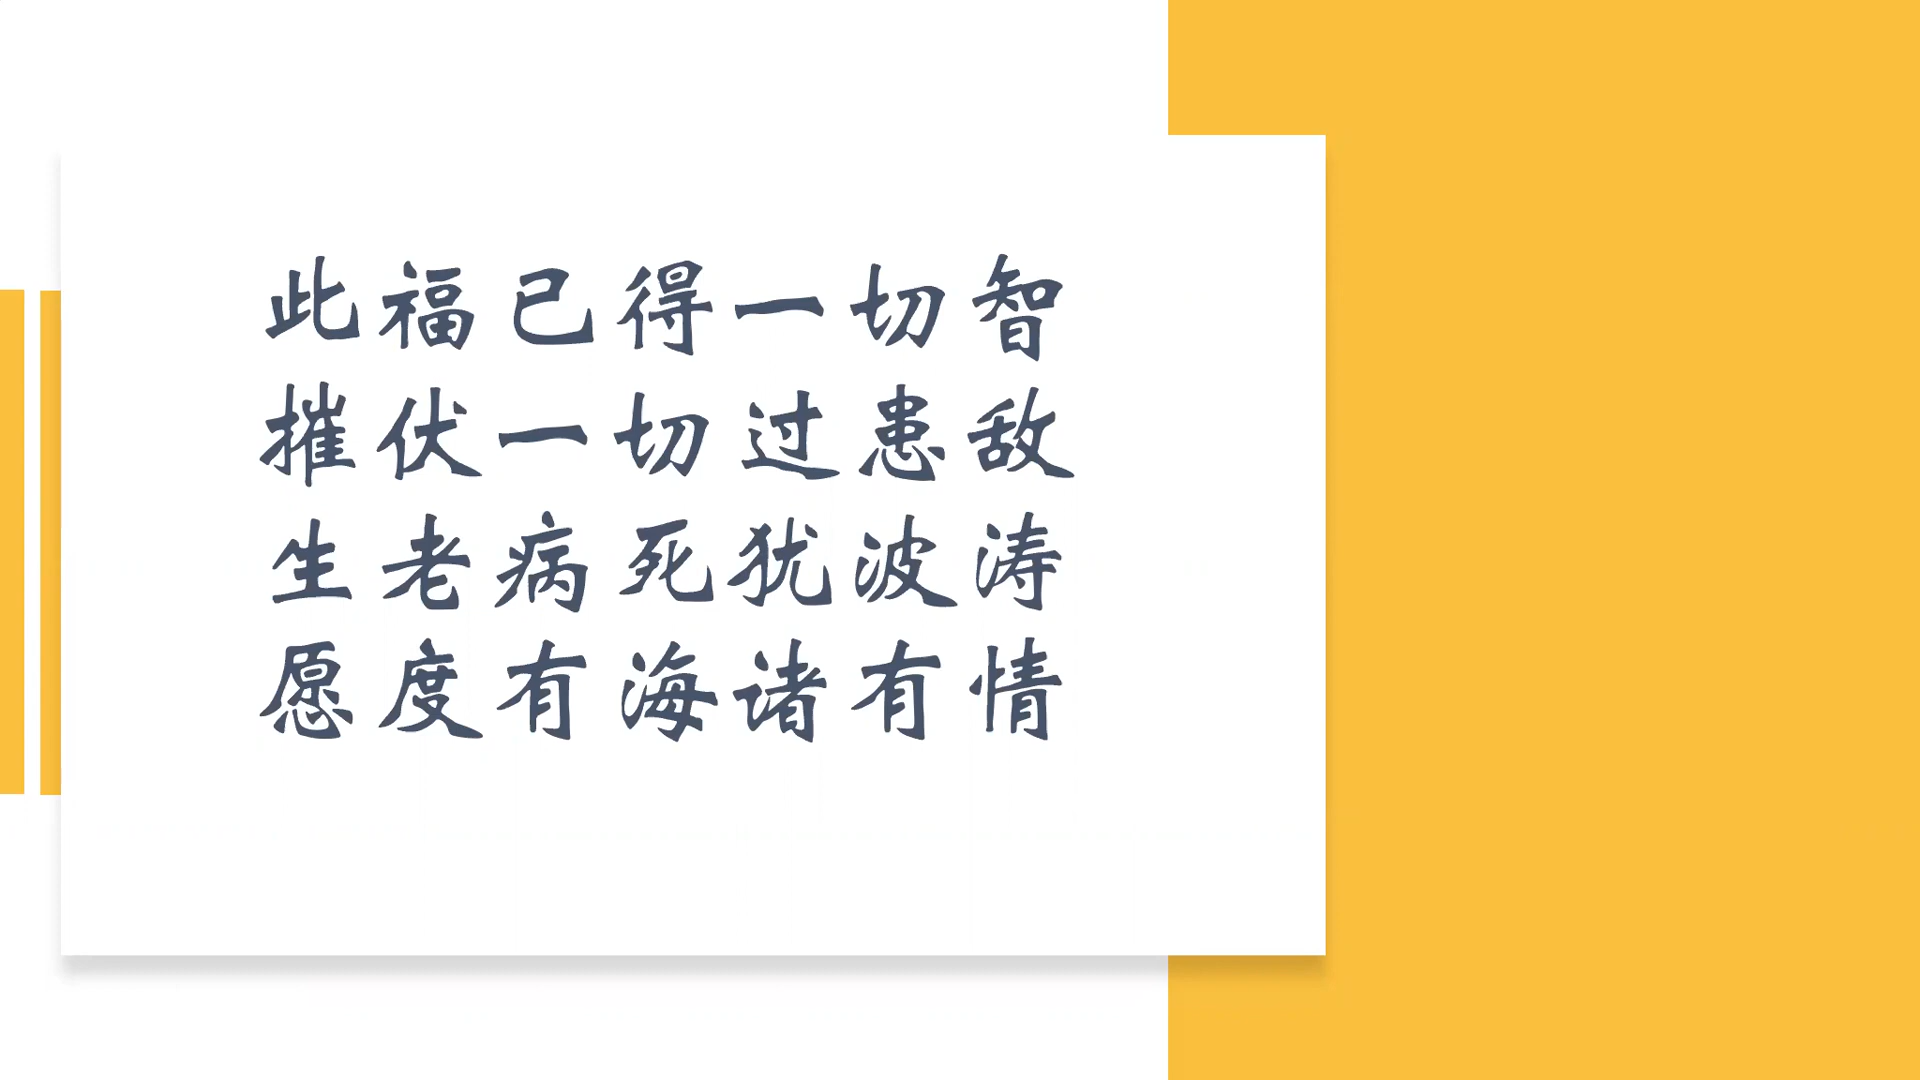 此福已得一切智
摧伏一切过患敌
生老病死犹波涛
愿度有海诸有情